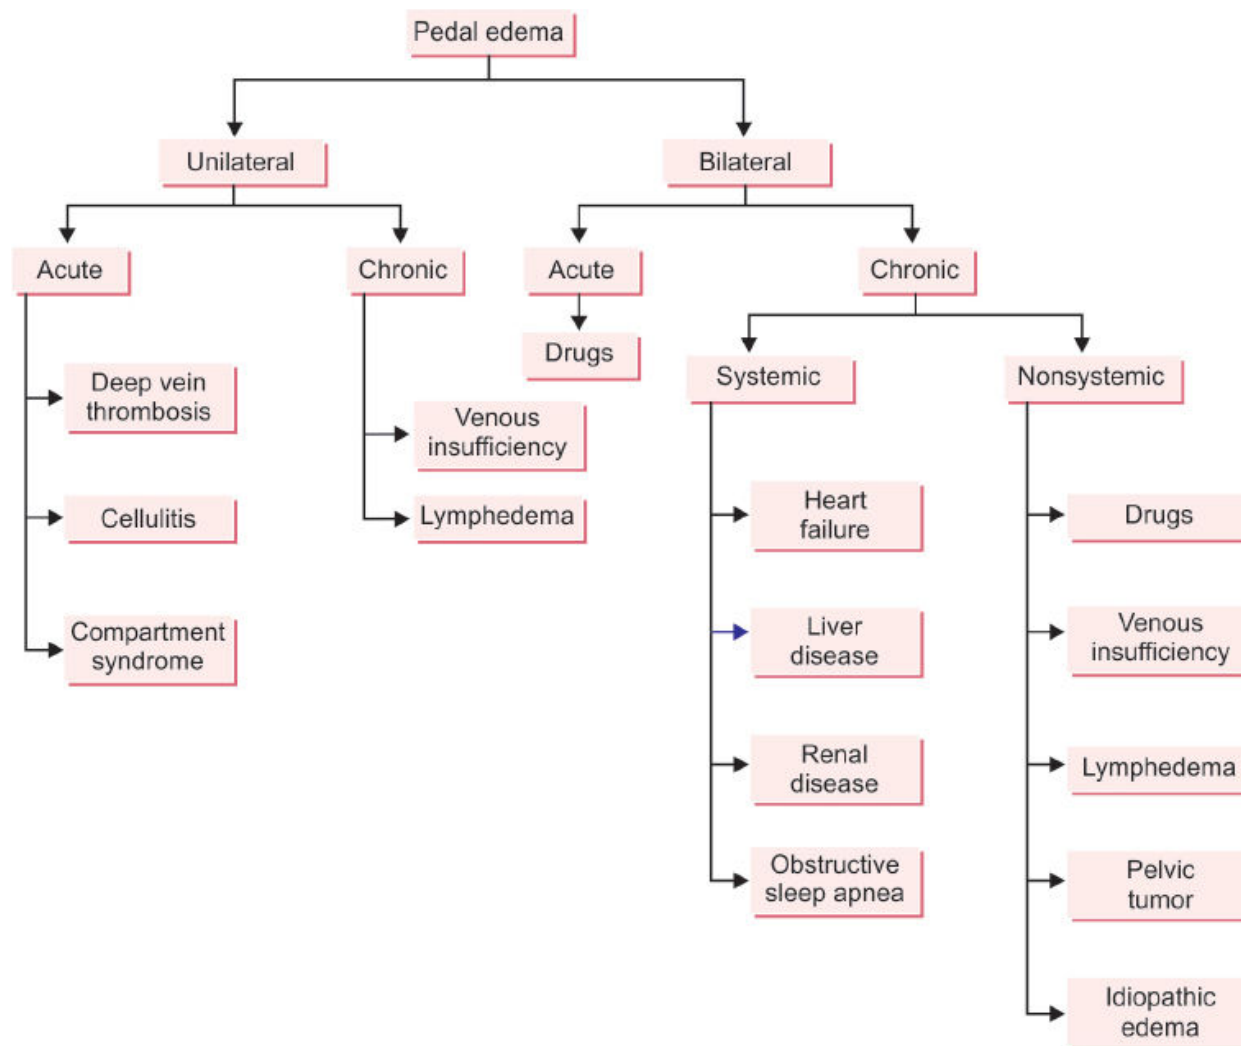 Pedal edema
Unilateral
Bilateral
Acute
Chronic
Acute
Chronic
Deep vein
thrombosis
Cellulitis
Compartment
syndrome
Venous
insufficiency
Lymphedema
Drugs
Systemic
Nonsystemic
Heart
failure
Liver
disease
Renal
disease
Obstructive
sleep apnea
Drugs
Venous
insufficiency
Lymphedema
Pelvic
tumor
Idiopathic
edema